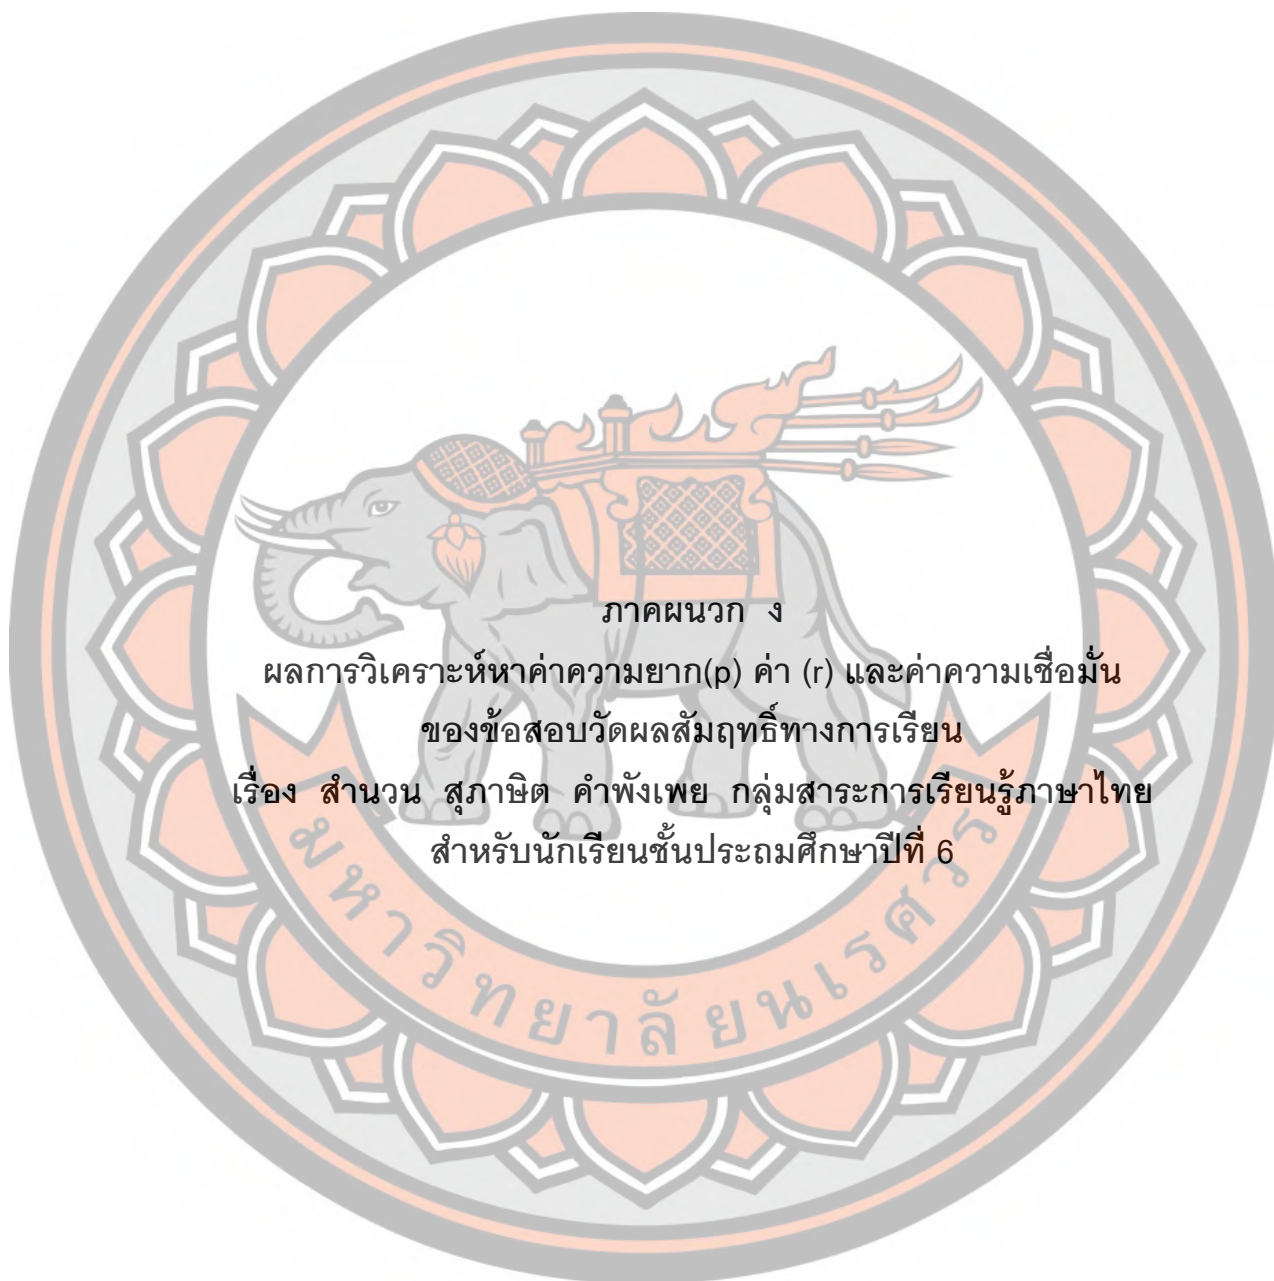 ภาคผนวก ง
ผลการวิเคราะห์หาค่าความยาก(p) ค่า (r) และค่าความเชื่อมั่น
ของข้อสอบวัดผลสัมฤทธิ์ทางการเรียน
เรื่อง สำนวน สุภาษิต คำพังเพย กลุ่มสาระการเรียนรู้ภาษาไทย
สำหรับนักเรียนชั้นประถมศึกษาปีที่ 6
มหาวิทยาลัยนเรศวร